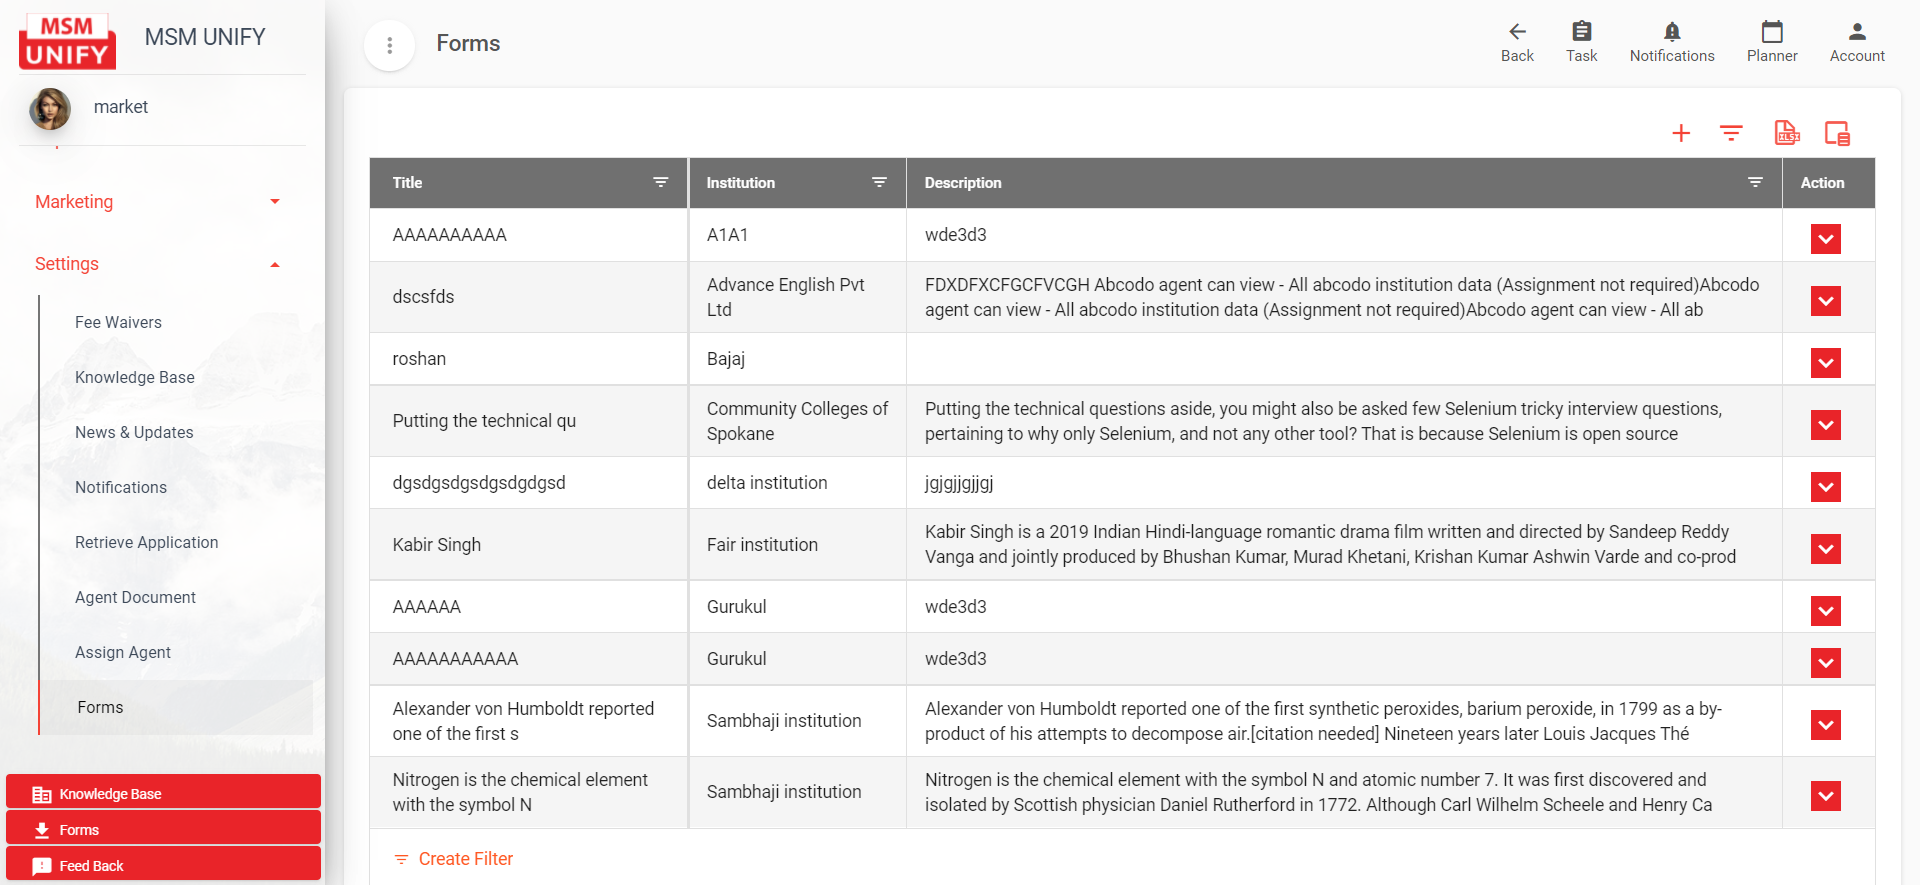 MSM
UNIFY
MSM UNIFY
market
Marketing
Settings
Fee Waivers
Knowledge Base
News & Updates
Notifications
Retrieve Application
Agent Document
Assign Agent
Forms
Knowledge Base
Forms
Feed Back
Forms
Back
Task
Notifications
Planner
Account
Title
Institution
Description
Action
AAAAAAAAAA
A1A1
wde3d3
dscsfds
Advance English Pvt
Ltd
FDXDFXCFGCFVCGH Abcodo agent can view - All abcodo institution data (Assignment not required)Abcodo
agent can view - All abcodo institution data (Assignment not required)Abcodo agent can view - All ab
roshan
Bajaj
Putting the technical qu
Community Colleges of
Spokane
Putting the technical questions aside, you might also be asked few Selenium tricky interview questions,
pertaining to why only Selenium, and not any other tool? That is because Selenium is open source
dgsdgsdgsdgsdgdgsd
delta institution
jgjgjjgjjgj
Kabir Singh
Fair institution
Kabir Singh is a 2019 Indian Hindi-language romantic drama film written and directed by Sandeep Reddy
Vanga and jointly produced by Bhushan Kumar, Murad Khetani, Krishan Kumar Ashwin Varde and co-prod
AAAAAA
Gurukul
wde3d3
AAAAAAAAAAA
Gurukul
wde3d3
Alexander von Humboldt reported
one of the first s
Sambhaji institution
Alexander von Humboldt reported one of the first synthetic peroxides, barium peroxide, in 1799 as a by-
product of his attempts to decompose air.[citation needed] Nineteen years later Louis Jacques Thé
Nitrogen is the chemical element
with the symbol N
Sambhaji institution
Nitrogen is the chemical element with the symbol N and atomic number 7. It was first discovered and
isolated by Scottish physician Daniel Rutherford in 1772. Although Carl Wilhelm Scheele and Henry Ca
Create Filter